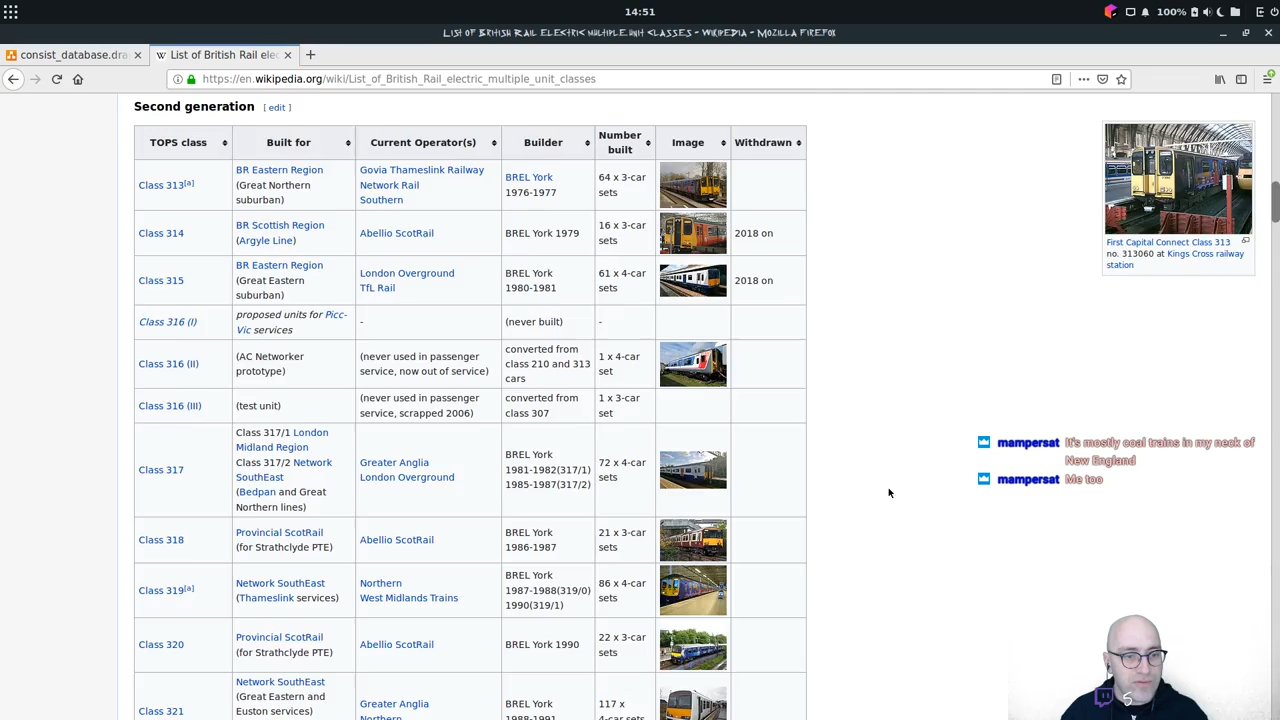 14:51
100%
List of British Rail electric multiple unit classes - Wikipedia - Mozilla Firefox
consist_database.dra
List of British Rail elec
https://en.wikipedia.org/wiki/List_of_British_Rail_electric_multiple_unit_classes
Second generation [ edit ]
TOPS class
Built for
Current Operator(s)
Builder
Number
built
Image
Withdrawn
Class 313[a]
BR Eastern Region
(Great Northern
suburban)
Govia Thameslink Railway
Network Rail
Southern
BREL York
1976-1977
64 x 3-car
sets
Class 314
BR Scottish Region
(Argyle Line)
Abellio ScotRail
BREL York 1979
16 x 3-car
sets
2018 on
Class 315
BR Eastern Region
(Great Eastern
suburban)
London Overground
TfL Rail
BREL York
1980-1981
61 x 4-car
sets
2018 on
Class 316 (I)
proposed units for Picc-
Vic services
-
(never built)
-
Class 316 (II)
(AC Networker
prototype)
(never used in passenger
service, now out of service)
converted from
class 210 and 313
cars
1 x 4-car
set
Class 316 (III)
(test unit)
(never used in passenger
service, scrapped 2006)
converted from
class 307
1 x 3-car
set
Class 317
Class 317/1 London
Midland Region
Class 317/2 Network
SouthEast
(Bedpan and Great
Northern lines)
Greater Anglia
London Overground
BREL York
1981-1982(317/1)
1985-1987(317/2)
72 x 4-car
sets
Class 318
Provincial ScotRail
(for Strathclyde PTE)
Abellio ScotRail
BREL York
1986-1987
21 x 3-car
sets
Class 319[a]
Network SouthEast
(Thameslink services)
Northern
West Midlands Trains
BREL York
1987-1988(319/0)
1990(319/1)
86 x 4-car
sets
Class 320
Provincial ScotRail
(for Strathclyde PTE)
Abellio ScotRail
BREL York 1990
22 x 3-car
sets
Class 321
Network SouthEast
(Great Eastern and
Euston services)
Greater Anglia
Northern
BREL York
1988-1991
117 x
4-car sets
First Capital Connect Class 313
no. 313060 at Kings Cross railway
station
mampersat It's mostly coal trains in my neck of
New England
mampersat Me too